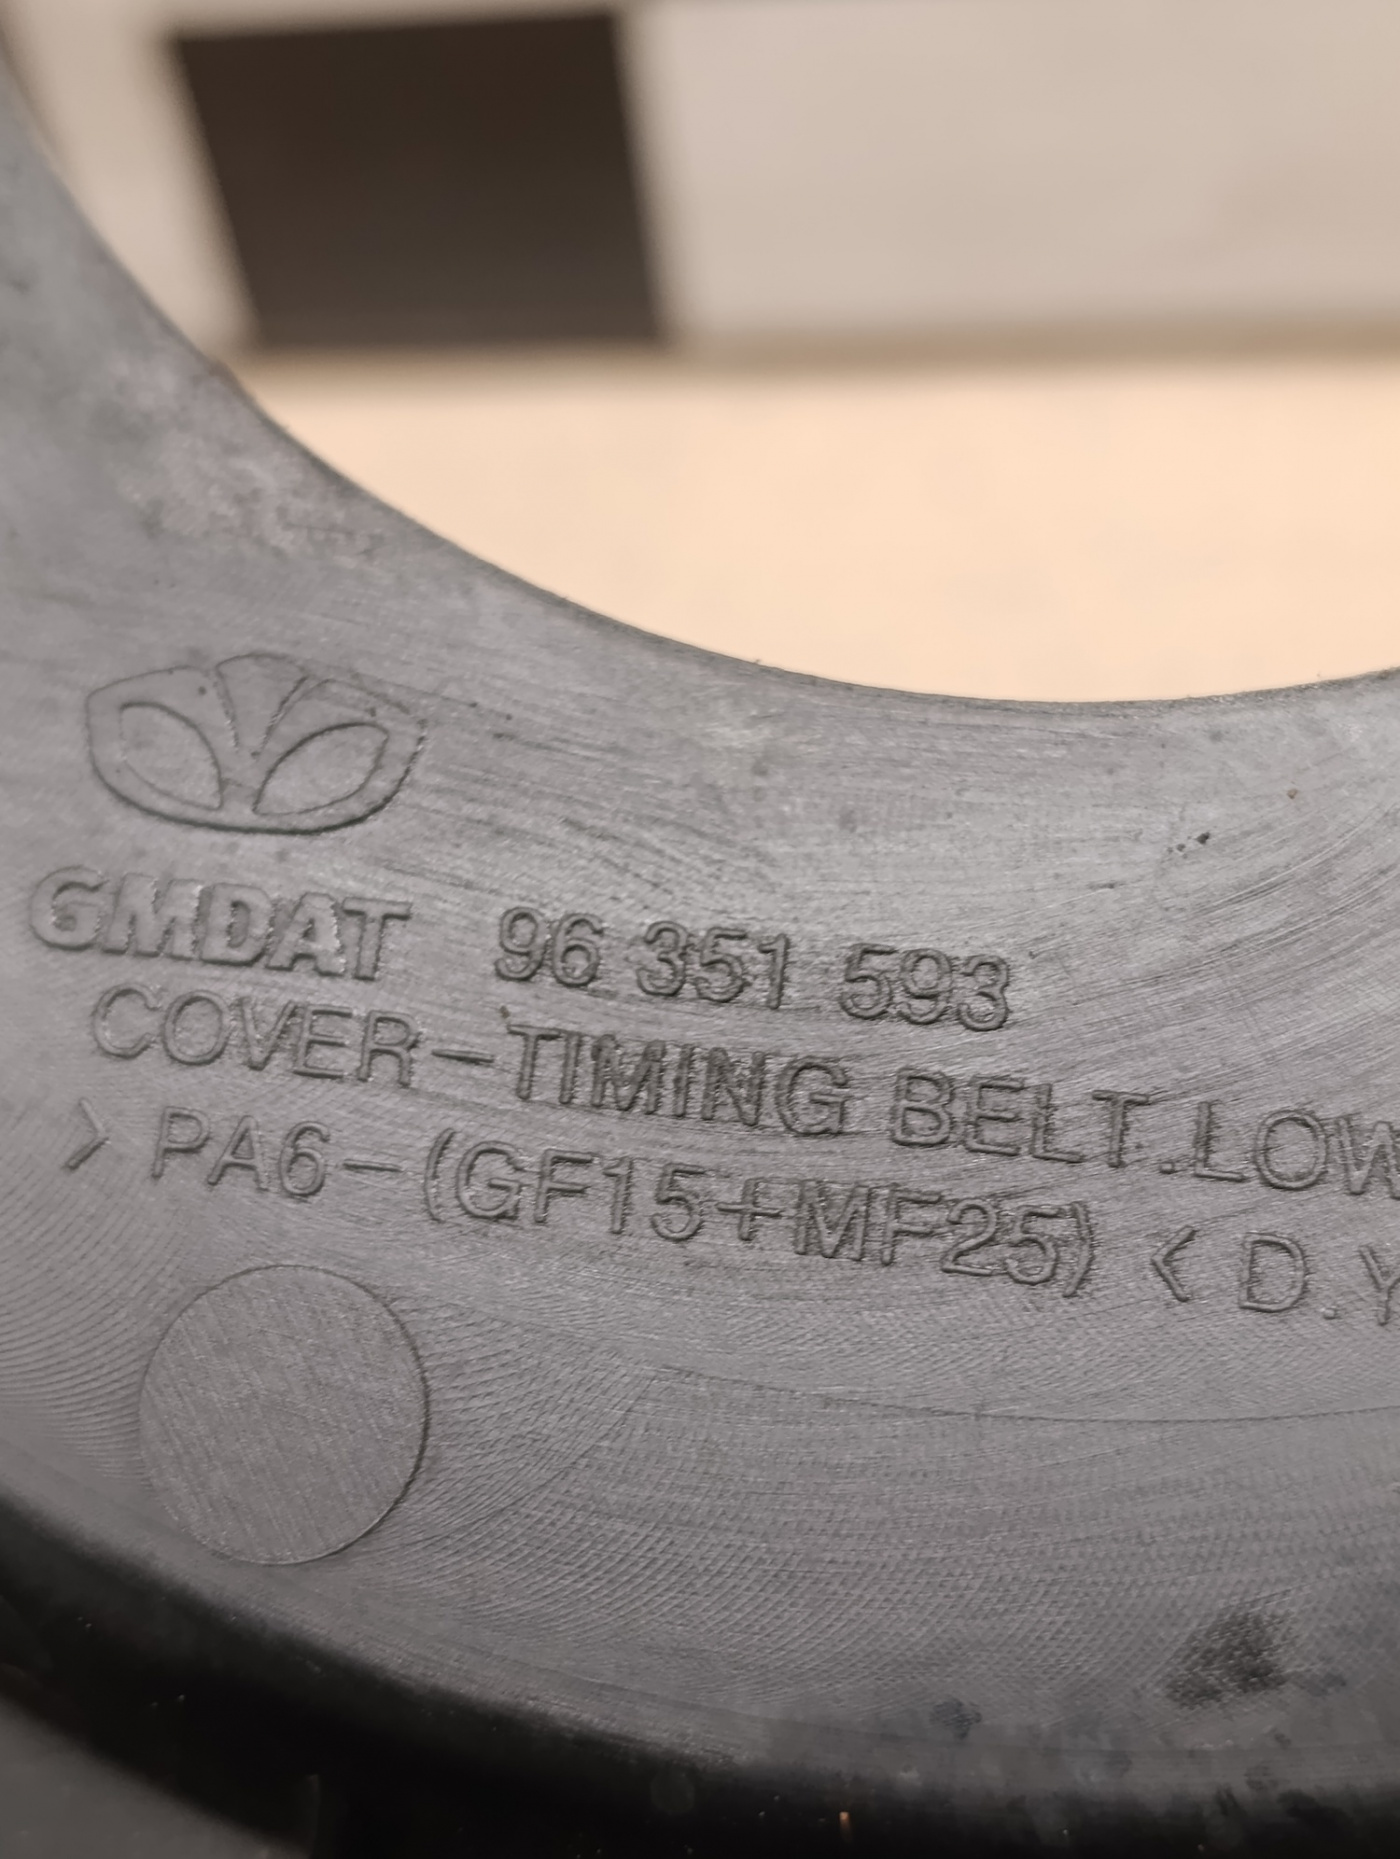 GMDAT 96 351 593
COVER-TIMING BELT.LOW
>PA6-(GF15+MF25)< D.Y